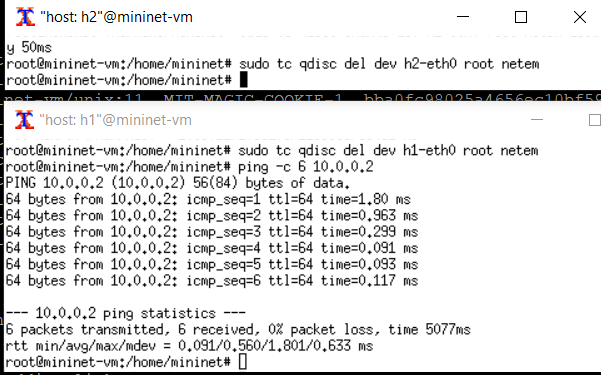 "host: h2"@mininet-vm
y 50ms
root@mininet-vm:/home/mininet# sudo tc qdisc del dev h2-eth0 root netem
root@mininet-vm:/home/mininet#
net-vm/unix:11 MIT-MAGIC-COOKIE-1
"host: h1"@mininet-vm
root@mininet-vm:/home/mininet# sudo tc qdisc del dev h1-eth0 root netem
root@mininet-vm:/home/mininet# ping -c 6 10.0.0.2
PING 10.0.0.2 (10.0.0.2) 56(84) bytes of data.
64 bytes from 10.0.0.2: icmp_seq=1 ttl=64 time=1.80 ms
64 bytes from 10.0.0.2: icmp_seq=2 ttl=64 time=0.963 ms
64 bytes from 10.0.0.2: icmp_seq=3 ttl=64 time=0.299 ms
64 bytes from 10.0.0.2: icmp_seq=4 ttl=64 time=0.091 ms
64 bytes from 10.0.0.2: icmp_seq=5 ttl=64 time=0.093 ms
64 bytes from 10.0.0.2: icmp_seq=6 ttl=64 time=0.117 ms
--- 10.0.0.2 ping statistics ---
6 packets transmitted, 6 received, 0% packet loss, time 5077ms
rtt min/avg/max/mdev = 0.091/0.560/1.801/0.633 ms
root@mininet-vm:/home/mininet#